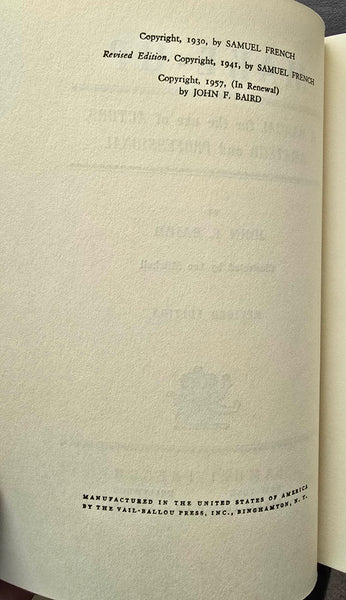 Copyright, 1930, by SAMUEL FRENCH
Revised Edition, Copyright, 1941, by SAMUEL FRENCH
Copyright, 1957, (In Renewal)
by JOHN F. BAIRD
MANUFACTURED IN THE UNITED STATES OF AMERICA
BY THE VAIL-BALLOU PRESS, INC., BINGHAMTON, N. Y.